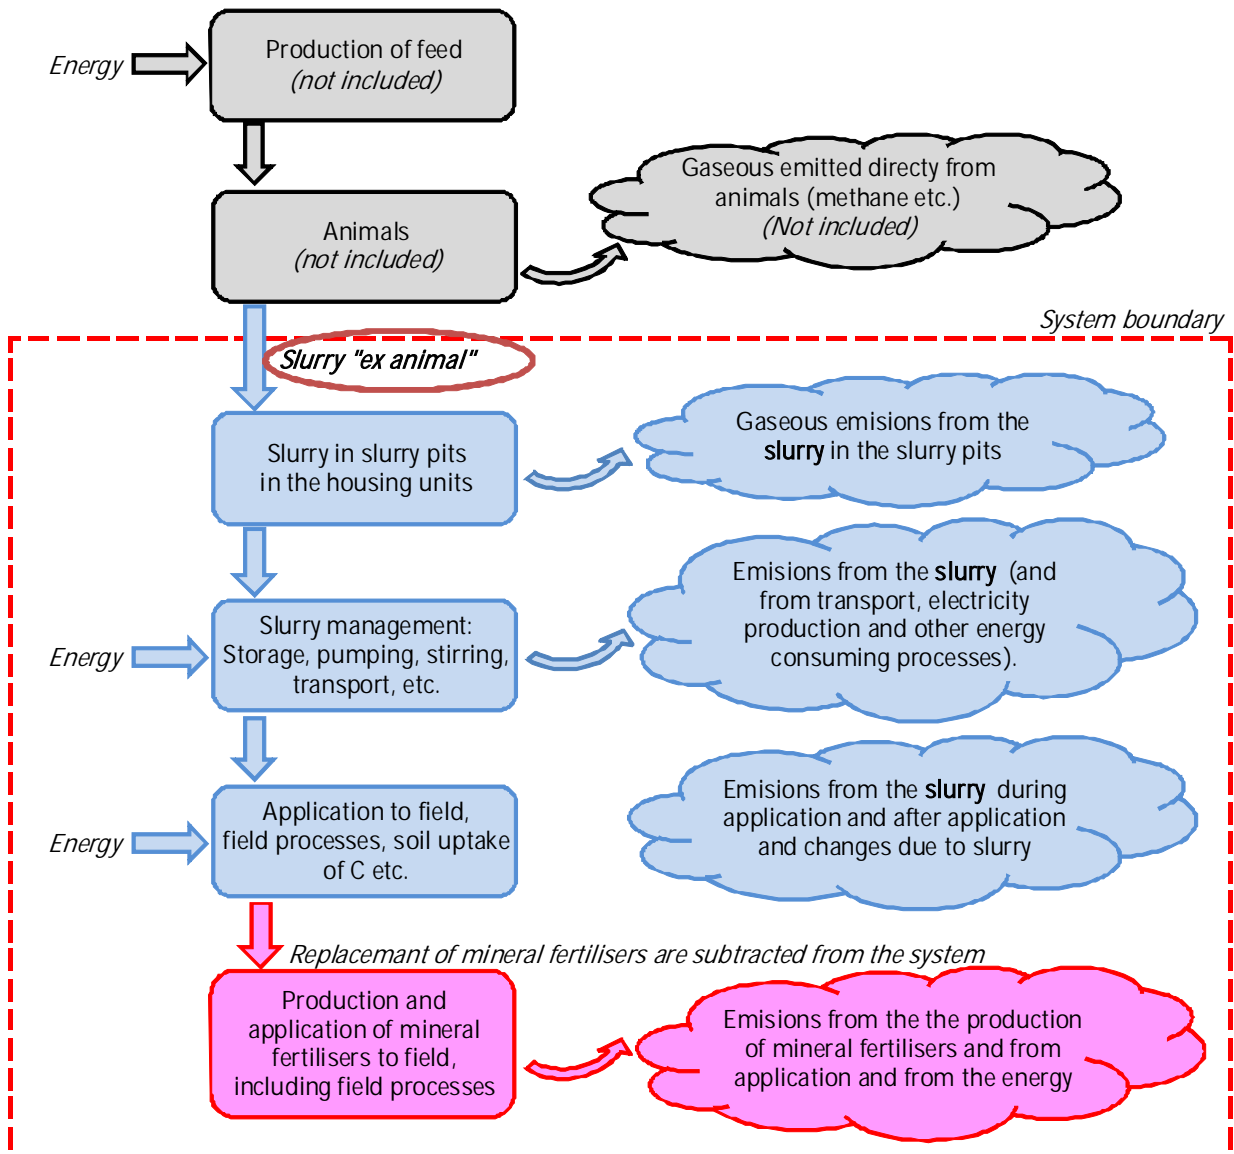 Production of feed
(not included)
Energy
Gaseous emitted directy from
animals (methane etc.)
(Not included)
Animals
(not included)
System boundary
Slurry "ex animal"
Slurry in slurry pits
in the housing units
Gaseous emisions from the
slurry in the slurry pits
Energy
Slurry management:
Storage, pumping, stirring,
transport, etc.
Emisions from the slurry (and
from transport, electricity
production and other energy
consuming processes).
Energy
Application to field,
field processes, soil uptake
of C etc.
Emissions from the slurry during
application and after application
and changes due to slurry
Replacemant of mineral fertilisers are subtracted from the system
Production and
application of mineral
fertilisers to field,
including field processes
Emisions from the the production
of mineral fertilisers and from
application and from the energy